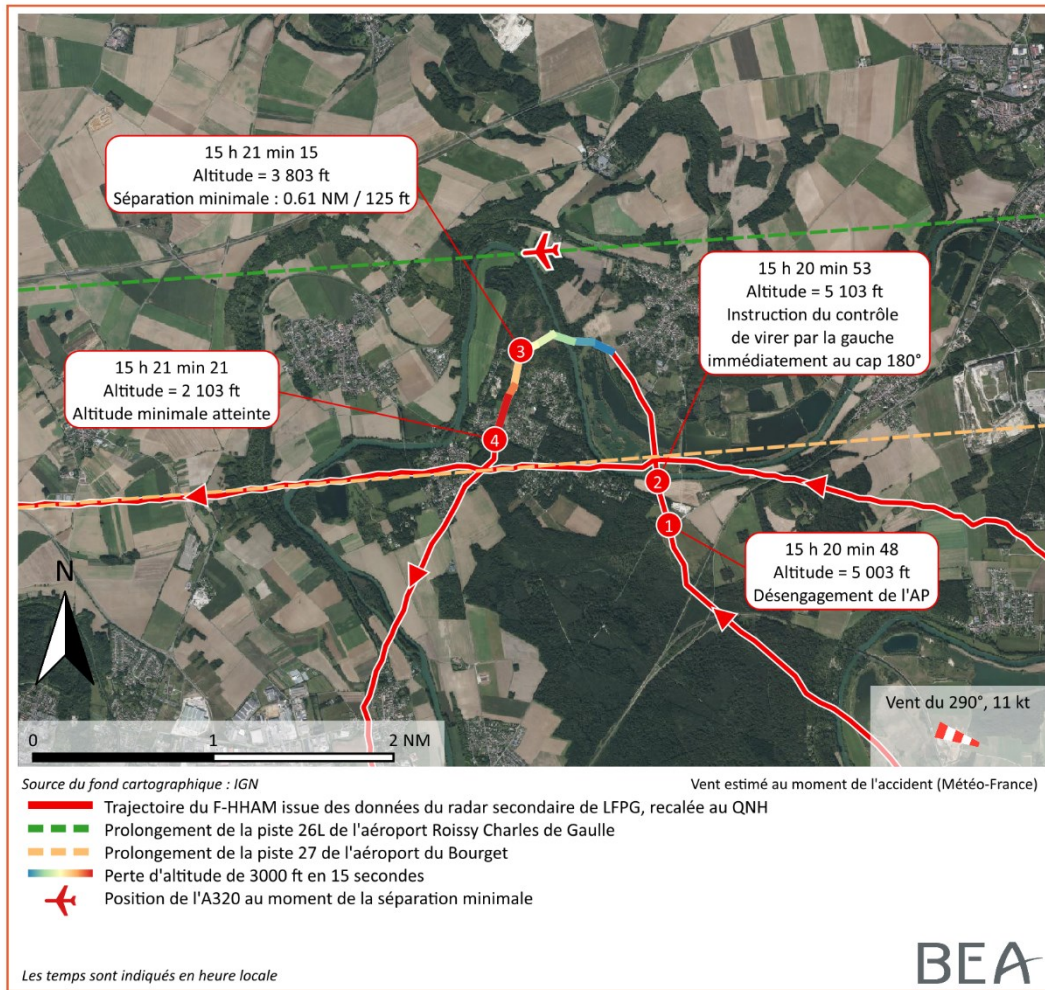 15 h 21 min 15
Altitude = 3 803 ft
Séparation minimale : 0.61 NM / 125 ft
15 h 20 min 53
Altitude = 5 103 ft
Instruction du contrôle
de virer par la gauche
immédiatement au cap 180°
3
15 h 21 min 21
Altitude = 2 103 ft
Altitude minimale atteinte
4
2
1
15 h 20 min 48
Altitude = 5 003 ft
Désengagement de l'AP
N
Vent du 290°, 11 kt
0
1
2 NM
Source du fond cartographique : IGN
Vent estimé au moment de l'accident (Météo-France)
Trajectoire du F-HHAM issue des données du radar secondaire de LFPG, recalée au QNH
Prolongement de la piste 26L de l'aéroport Roissy Charles de Gaulle
Prolongement de la piste 27 de l'aéroport du Bourget
Perte d'altitude de 3000 ft en 15 secondes
Position de l'A320 au moment de la séparation minimale
Les temps sont indiqués en heure locale
BEA